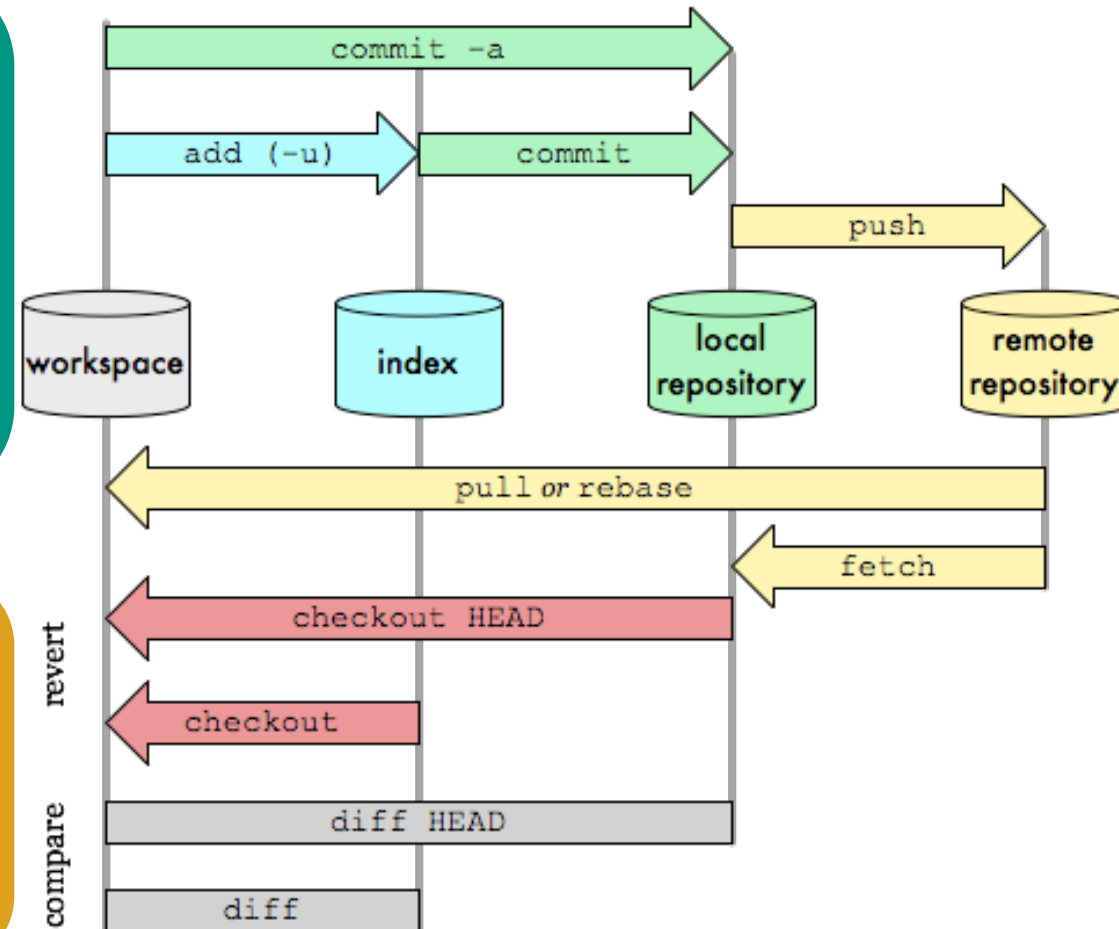 commit -a
add (-u)
commit
push
workspace
index
local
repository
remote
repository
pull or rebase
fetch
revert
checkout HEAD
checkout
compare
diff HEAD
diff